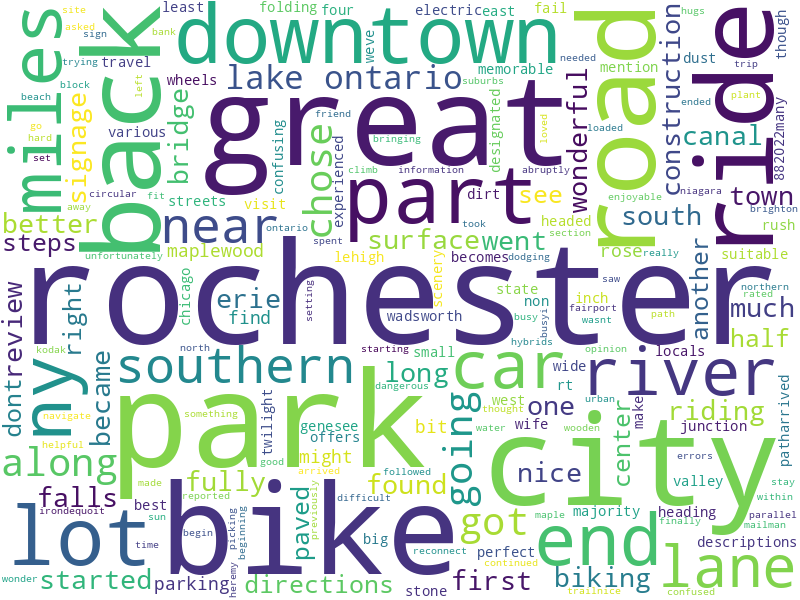 site
asked
sign
bank
least
folding
four
electric
east
fail
hugs
trying
travel
downtown
weve
memorable
suburbs
mention
though
miles
back
signage
block
left
wheels
lake ontario
needed
road
construction
dust
trip
ride
beach
go
hard
various
bridge
confusing
great
friend
bringing
loaded
loved
designated
wonderful
canal
plant
882022many
set
circular
fit
chose
experienced
climb
information
abruptly
enjoyable
niagara
town
away
streets
visit
ontario
part
dirt
see
south
brighton
better
near
took
headed
section
rush
steps
unfortunately
maplewood
spent
surface
went
rose
really
suitable
lehigh
becomes
dodging
another
rochester
scenery
state
non
inch
saw
northern
review
right
chicago
erie
find
setting
wadsworth
busy
busyi
fairport
wasnt
path
rated
much
dont
my
kodak
north
starting
small
hybrids
opinion
locals
half
became
southern
dangerous
long
car
wide
river
park
something
twilight
genesee
offers
west
thought
rt
urban
make
riding
navigate
good
might
bit
going
water
wife
one
wooden
center
junction
patharrived
along
helpful
made
arrived
followed
found
nice
city
errors
valley
stay
falls
fully
reported
previously
difficult
majority
heading
within
irondequoit
best
paved
big
reconnect
got
maple
parallel
lot
sun
bike
perfect
end
finally
mailman
time
begin
picking
beginning
continued
descriptions
wonder
started
parking
heremy
directions
stone
first
biking
trailnice
confused
lane